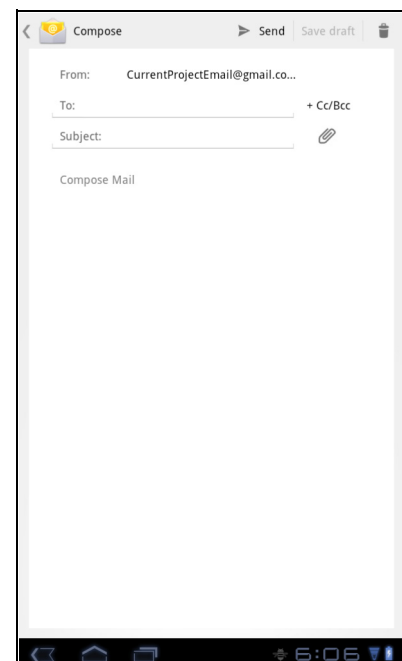 Compose
Send
Save draft
From: CurrentProjectEmail@gmail.co...
To:
+ Cc/Bcc
Subject:
Compose Mail
6:06